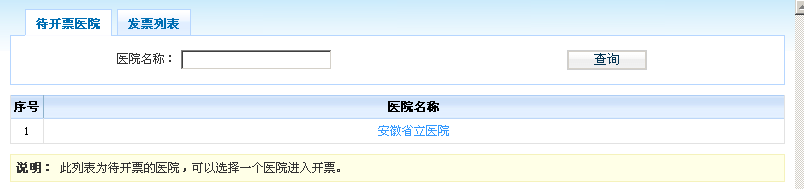 待开票医院 发票列表
医院名称： 查询
序号 医院名称
1 安徽省立医院
说明： 此列表为待开票的医院，可以选择一个医院进入开票。